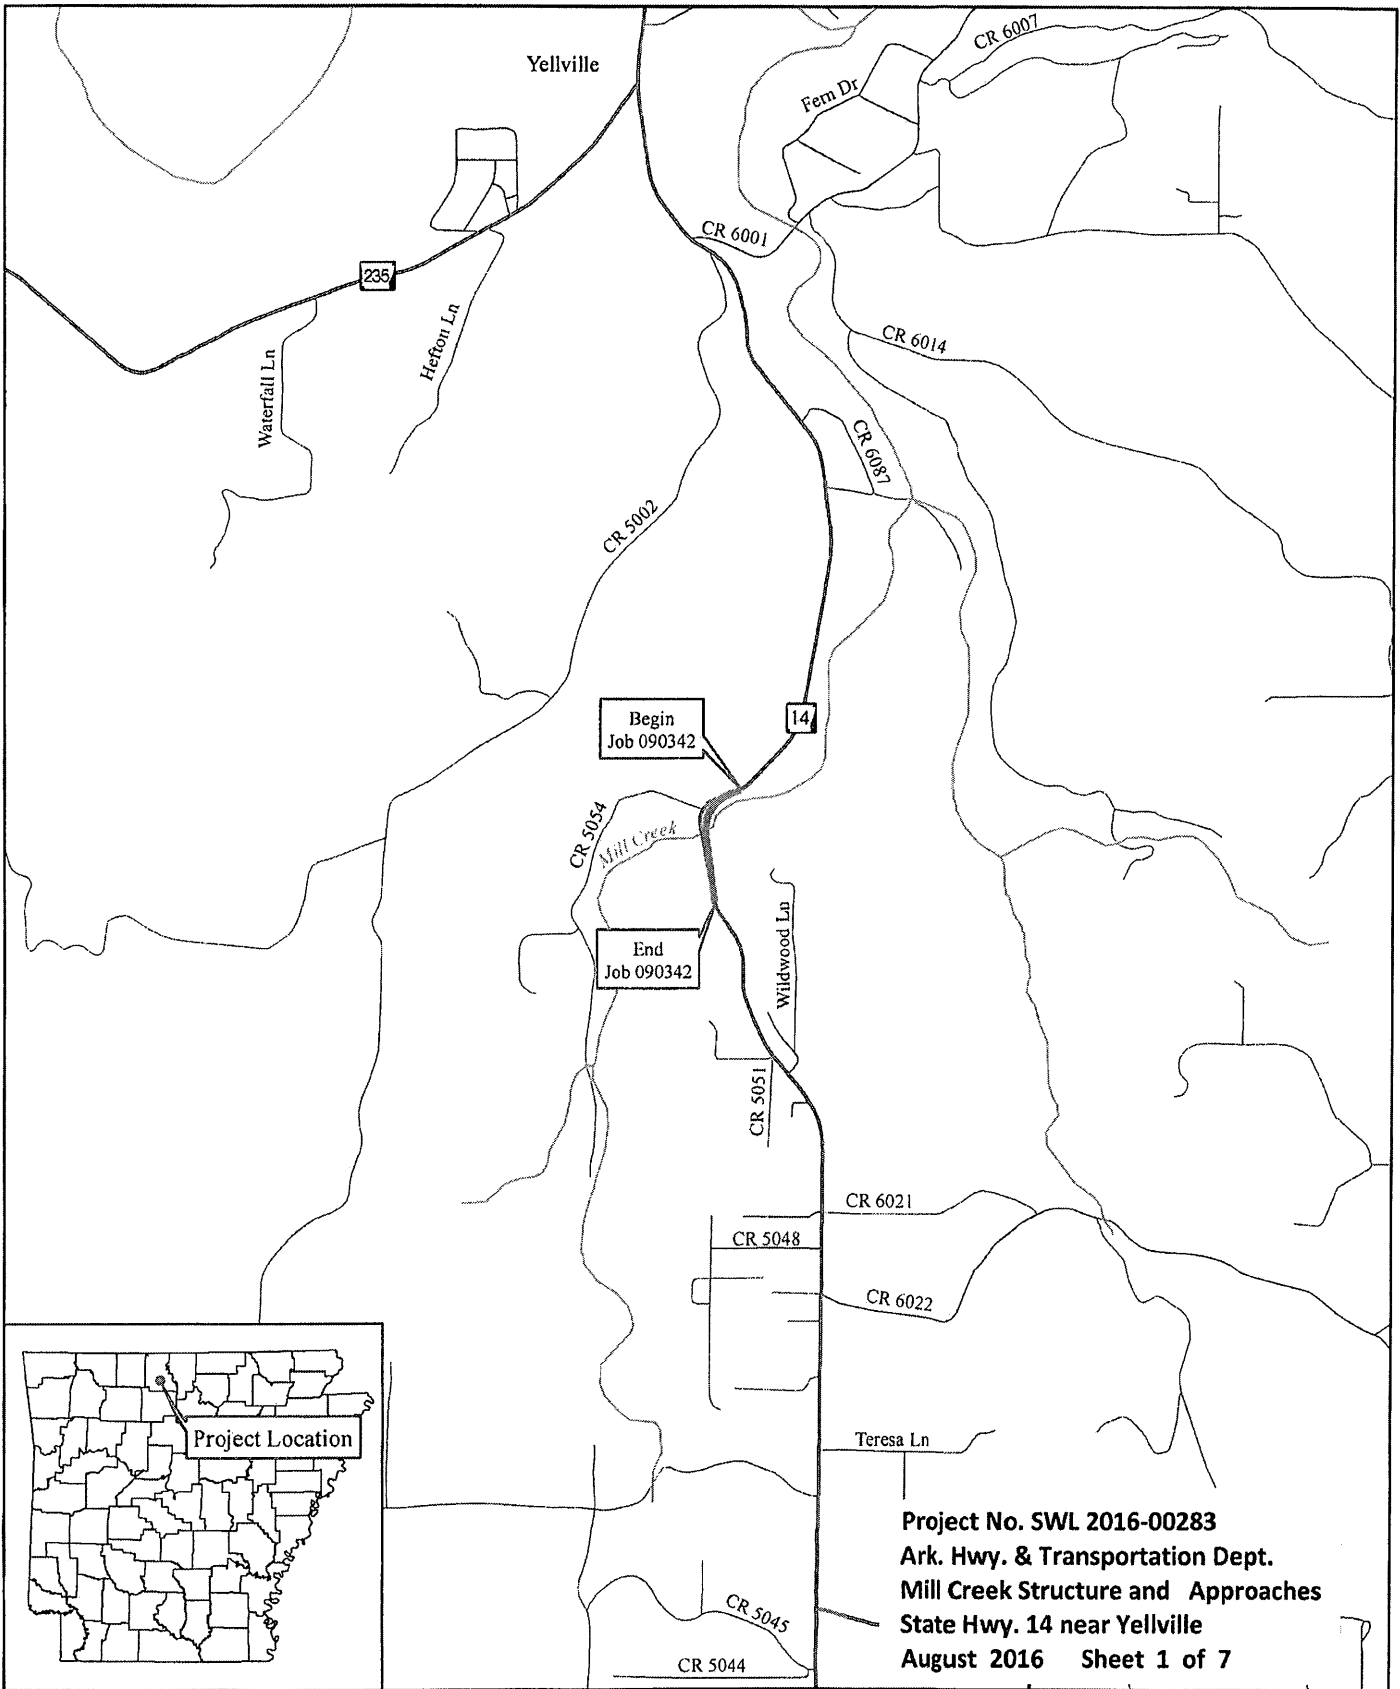 Yellville
CR 6007
Fern Dr
CR 6001
235
Hefton Ln
Waterfall Ln
CR 6014
CR 6087
CR 5002
14
Begin
Job 090342
CR 5054
Mill Creek
End
Job 090342
Wildwood Ln
CR 5051
CR 6021
CR 5048
CR 6022
Project Location
Teresa Ln
CR 5045
CR 5044
Project No. SWL 2016-00283
Ark. Hwy. & Transportation Dept.
Mill Creek Structure and Approaches
State Hwy. 14 near Yellville
August 2016 Sheet 1 of 7